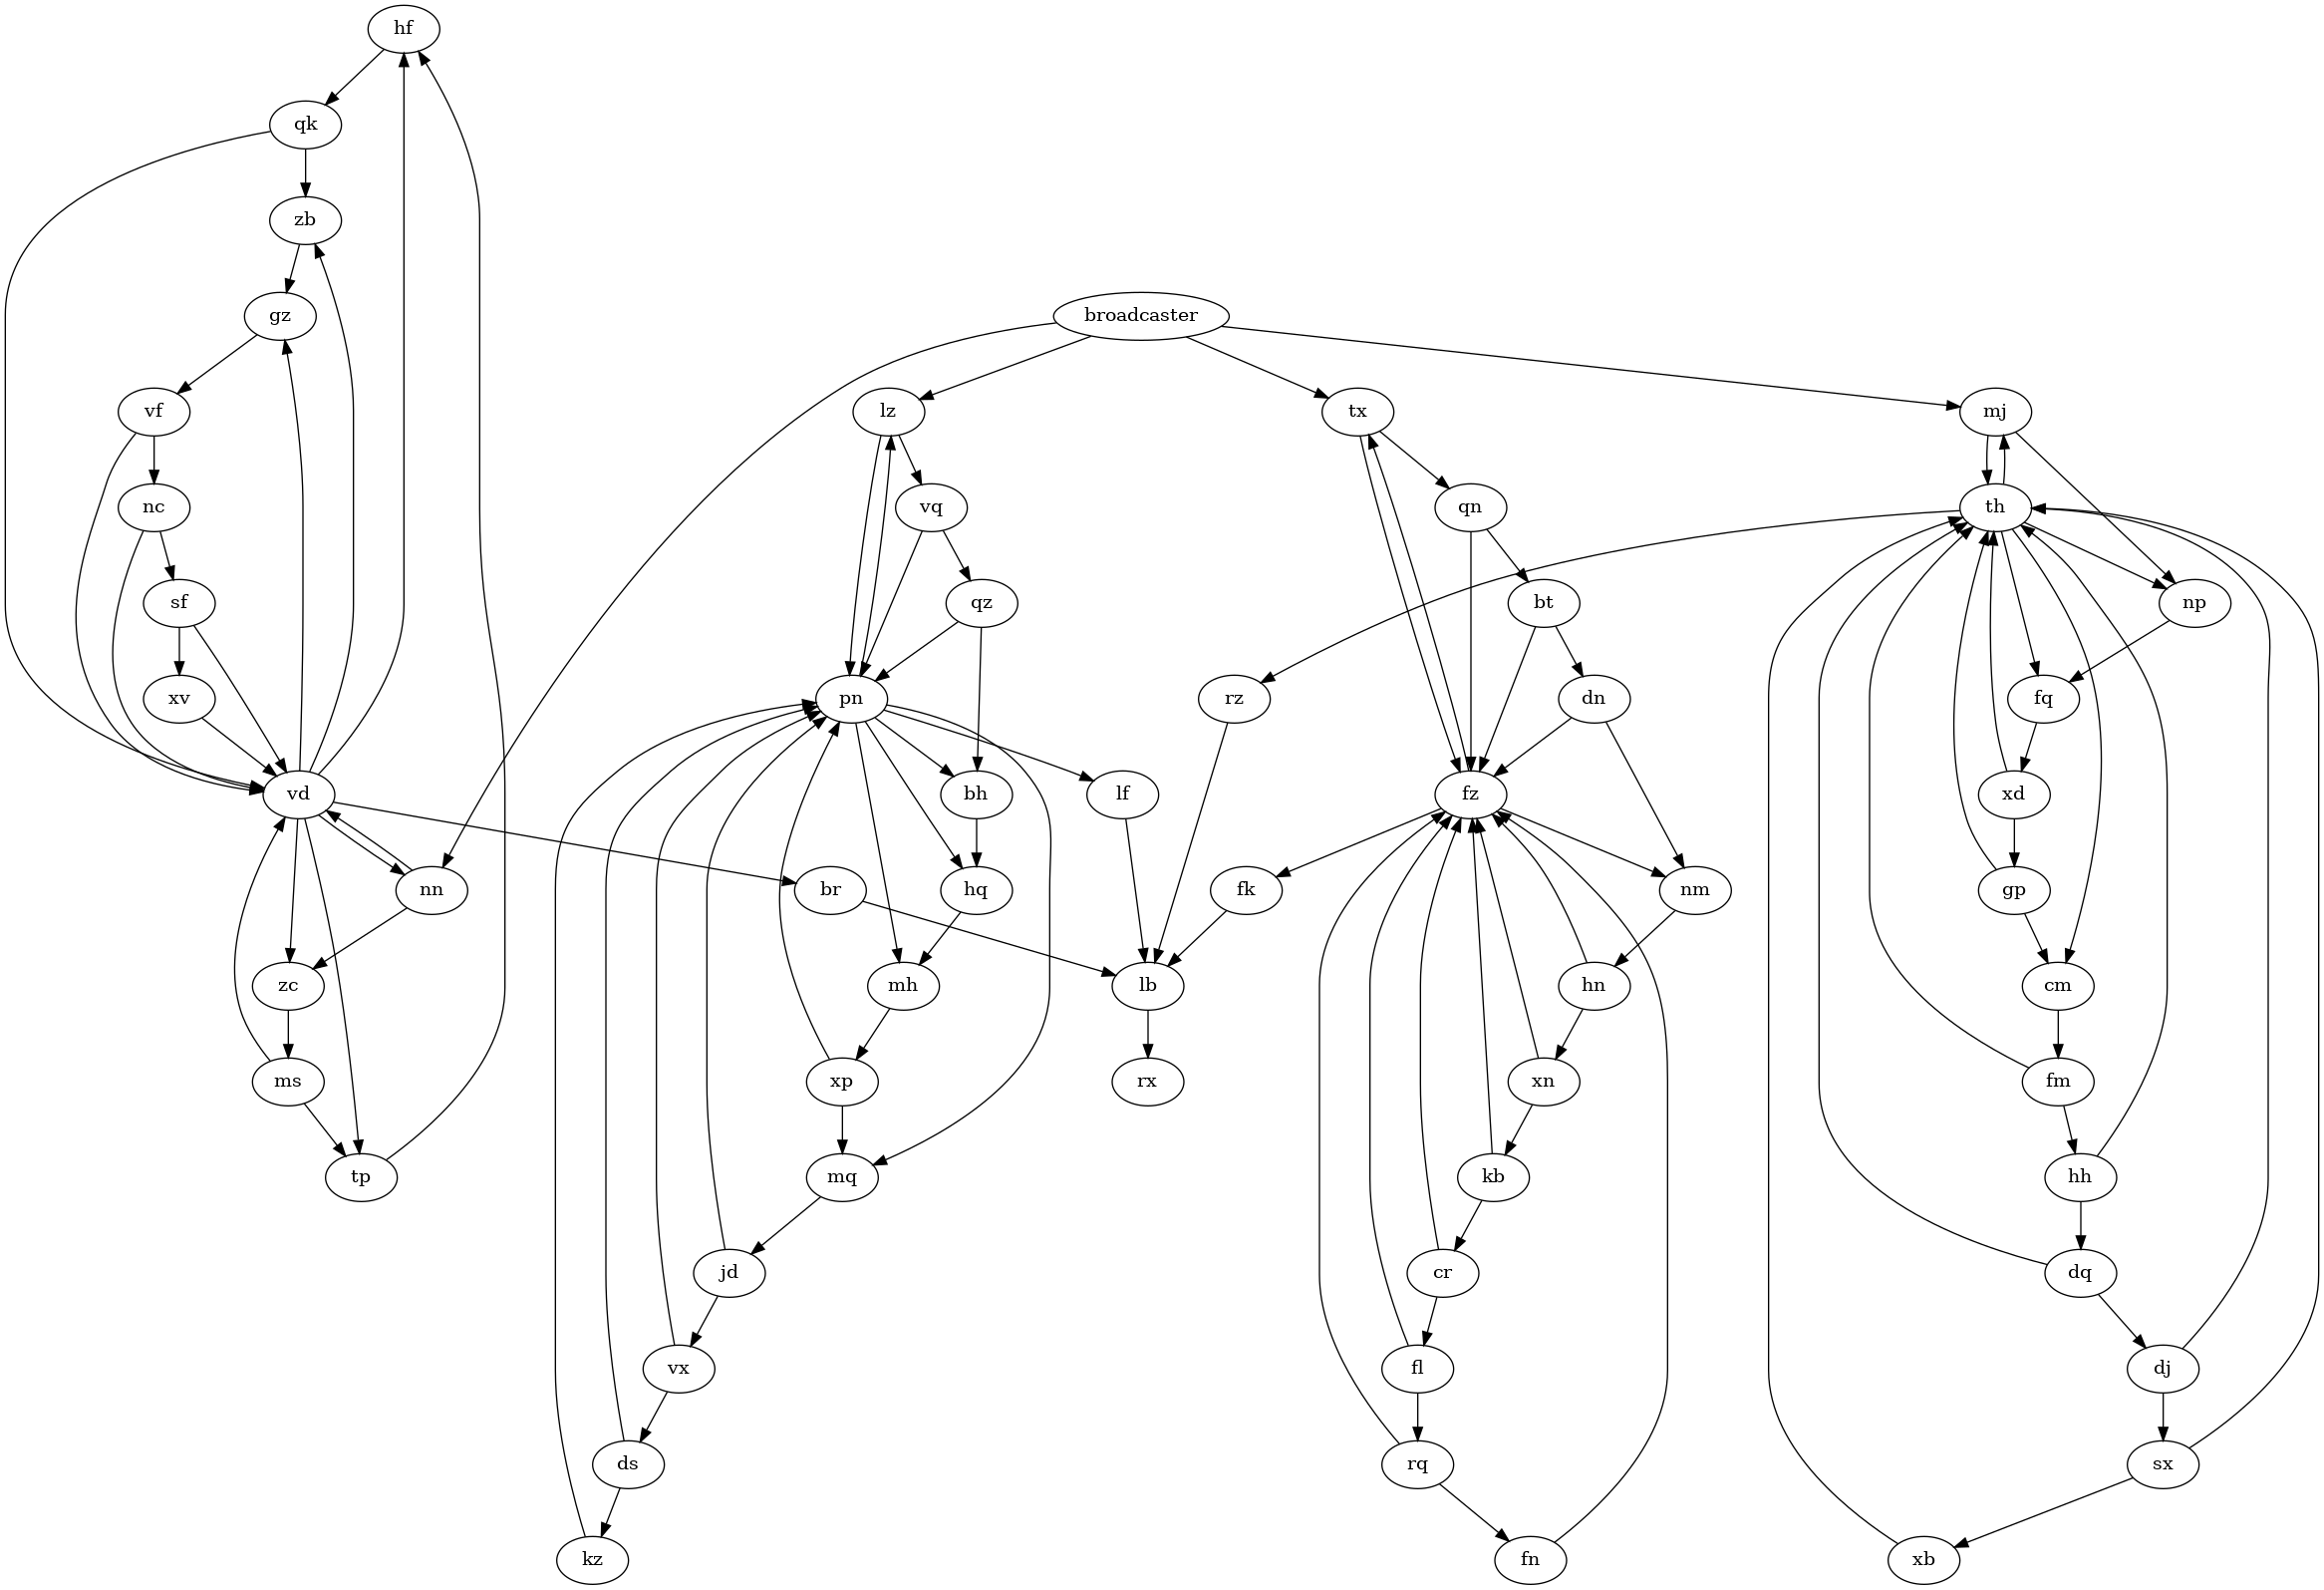 hf
qk
zb
broadcaster
gz
vf
lz
tx
mj
nc
vq
qn
th
sf
qz
bt
np
xv
pn
rz
dn
fq
vd
bh
lf
fz
xd
nn
br
hq
fk
nm
gp
zc
mh
lb
hn
cm
ms
xp
rx
xn
fm
tp
mq
kb
hh
jd
cr
dq
vx
fl
dj
ds
rq
sx
kz
fn
xb